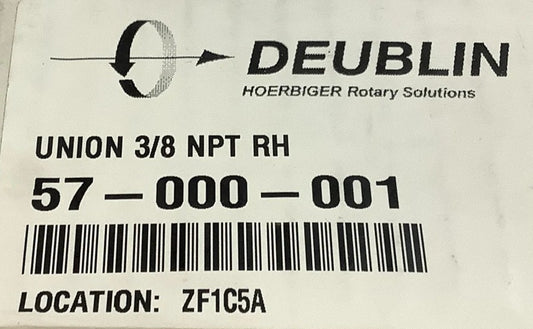 DEUBLIN
HOERBIGER Rotary Solutions
UNION 3/8 NPT RH
57-000-001
LOCATION: ZF1C5A